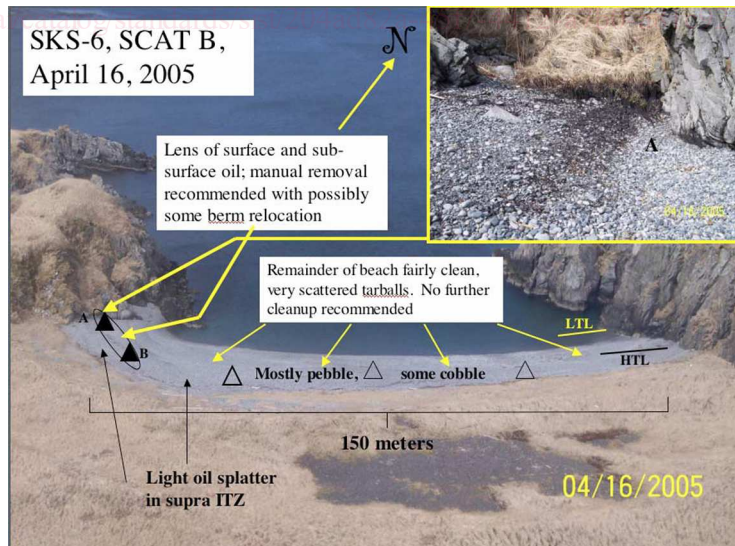 SKS-6, SCAT B,
April 16, 2005
N
Lens of surface and sub-
surface oil; manual removal
recommended with possibly
some berm relocation
A
04/16/2005
Remainder of beach fairly clean,
very scattered tarballs. No further
cleanup recommended
A
B
LTL
HTL
Mostly pebble, some cobble
150 meters
Light oil splatter
in supra ITZ
04/16/2005